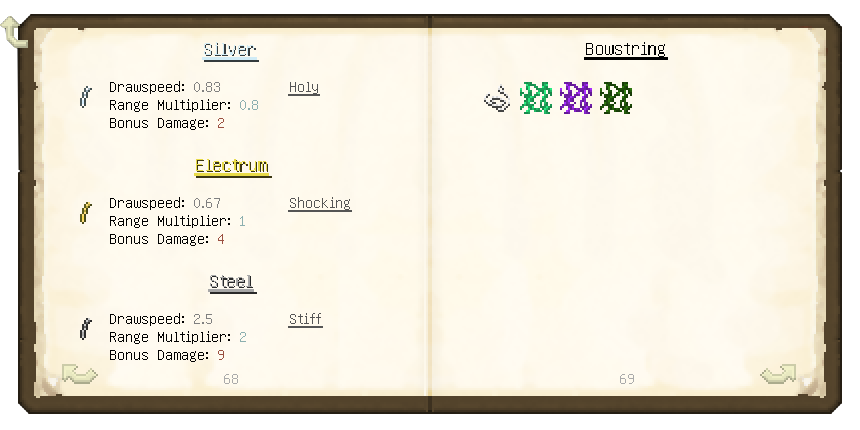 Silver
Drawspeed: 0.83 Holy
Range Multiplier: 0.8
Bonus Damage: 2
Electrum
Drawspeed: 0.67 Shocking
Range Multiplier: 1
Bonus Damage: 4
Steel
Drawspeed: 2.5 Stiff
Range Multiplier: 2
Bonus Damage: 9
68
Bowstring
69